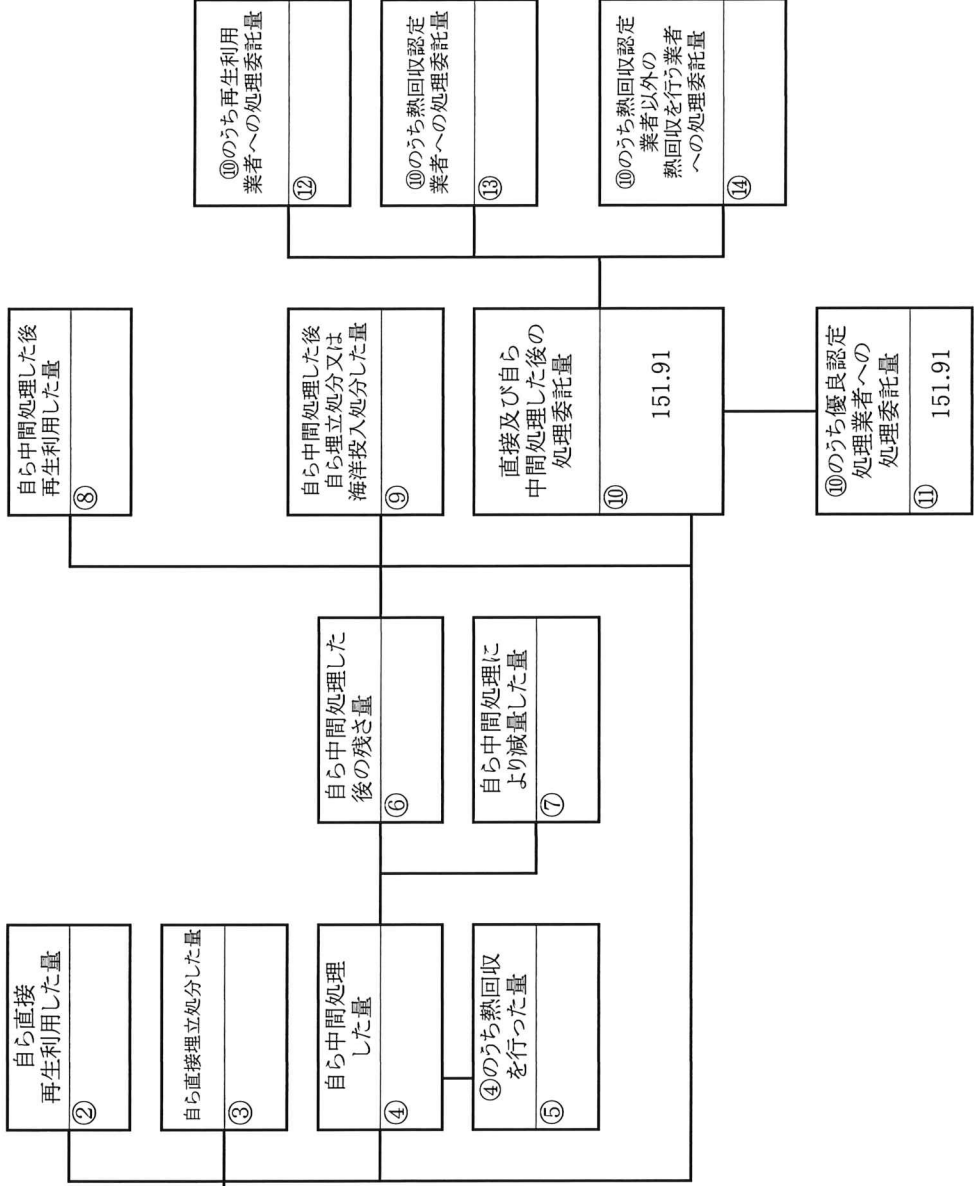 自ら直接
再生利用した量
②
自ら直接埋立処分した量
③
自ら中間処理
した量
④
④のうち熱回収
を行った量
⑤
自ら中間処理した
後の残さ量
⑥
自ら中間処理に
より減量した量
⑦
自ら中間処理した後
再生利用した量
⑧
自ら中間処理した後
自ら埋立処分又は
海洋投入処分した量
⑨
直接及び自ら
中間処理した後の
処理委託量
⑩
151.91
⑩のうち優良認定
処理業者への
処理委託量
⑪
151.91
⑩のうち再生利用
業者への処理委託量
⑫
⑩のうち熱回収認定
業者への処理委託量
⑬
⑩のうち熱回収認定
業者以外の
熱回収を行う業者
への処理委託量
⑭